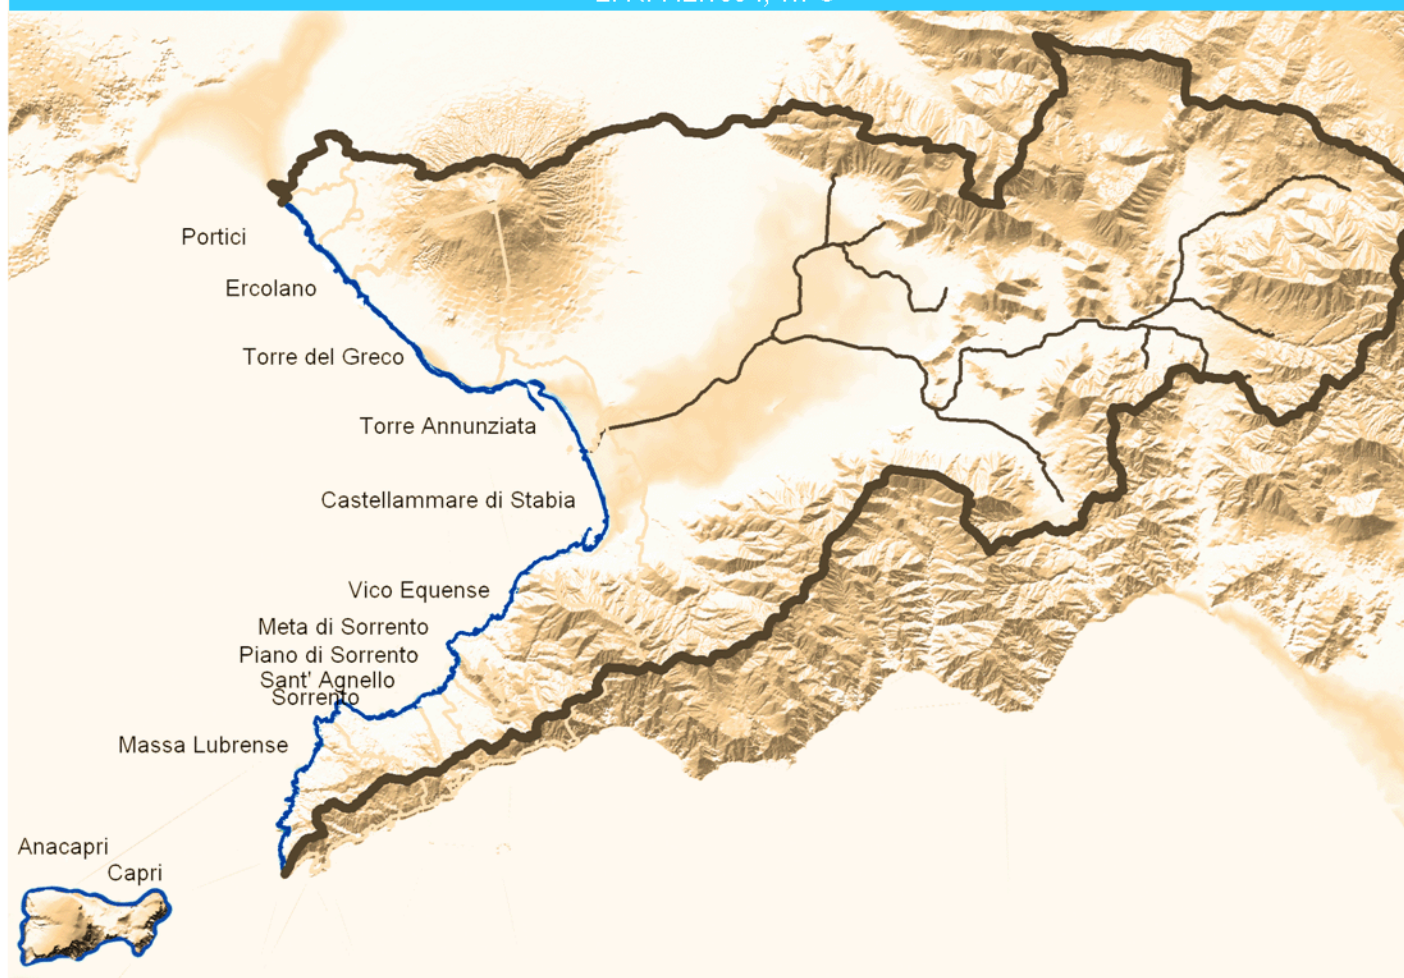 Portici
Ercolano
Torre del Greco
Torre Annunziata
Castellammare di Stabia
Vico Equense
Meta di Sorrento
Piano di Sorrento
Sant' Agnello
Sorrento
Massa Lubrense
Anacapri
Capri